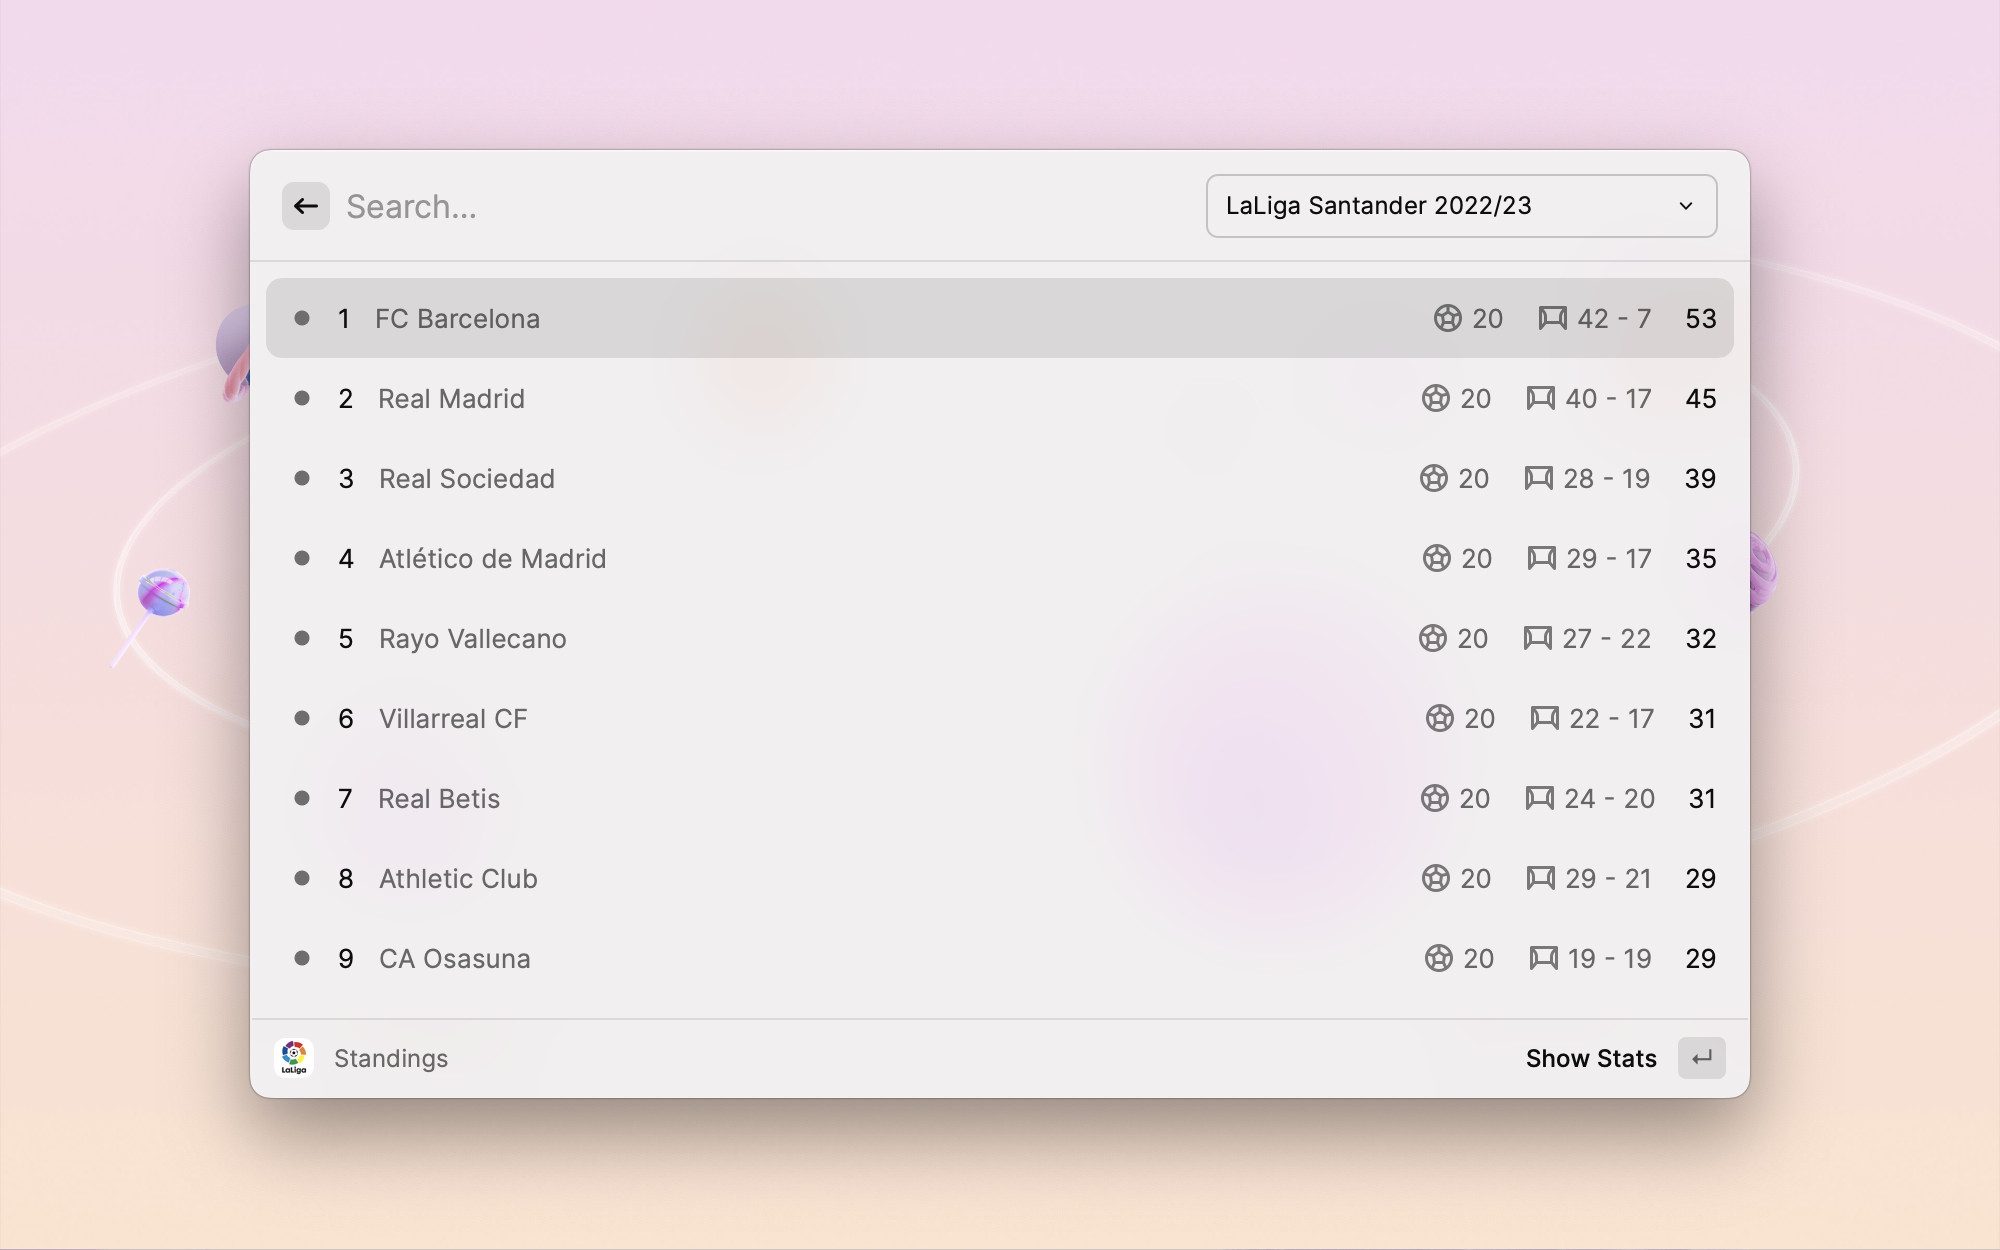 Search...
LaLiga Santander 2022/23
1 FC Barcelona 20 42 - 7 53
2 Real Madrid 20 40 - 17 45
3 Real Sociedad 20 28 - 19 39
4 Atlético de Madrid 20 29 - 17 35
5 Rayo Vallecano 20 27 - 22 32
6 Villarreal CF 20 22 - 17 31
7 Real Betis 20 24 - 20 31
8 Athletic Club 20 29 - 21 29
9 CA Osasuna 20 19 - 19 29
LaLiga Standings Show Stats